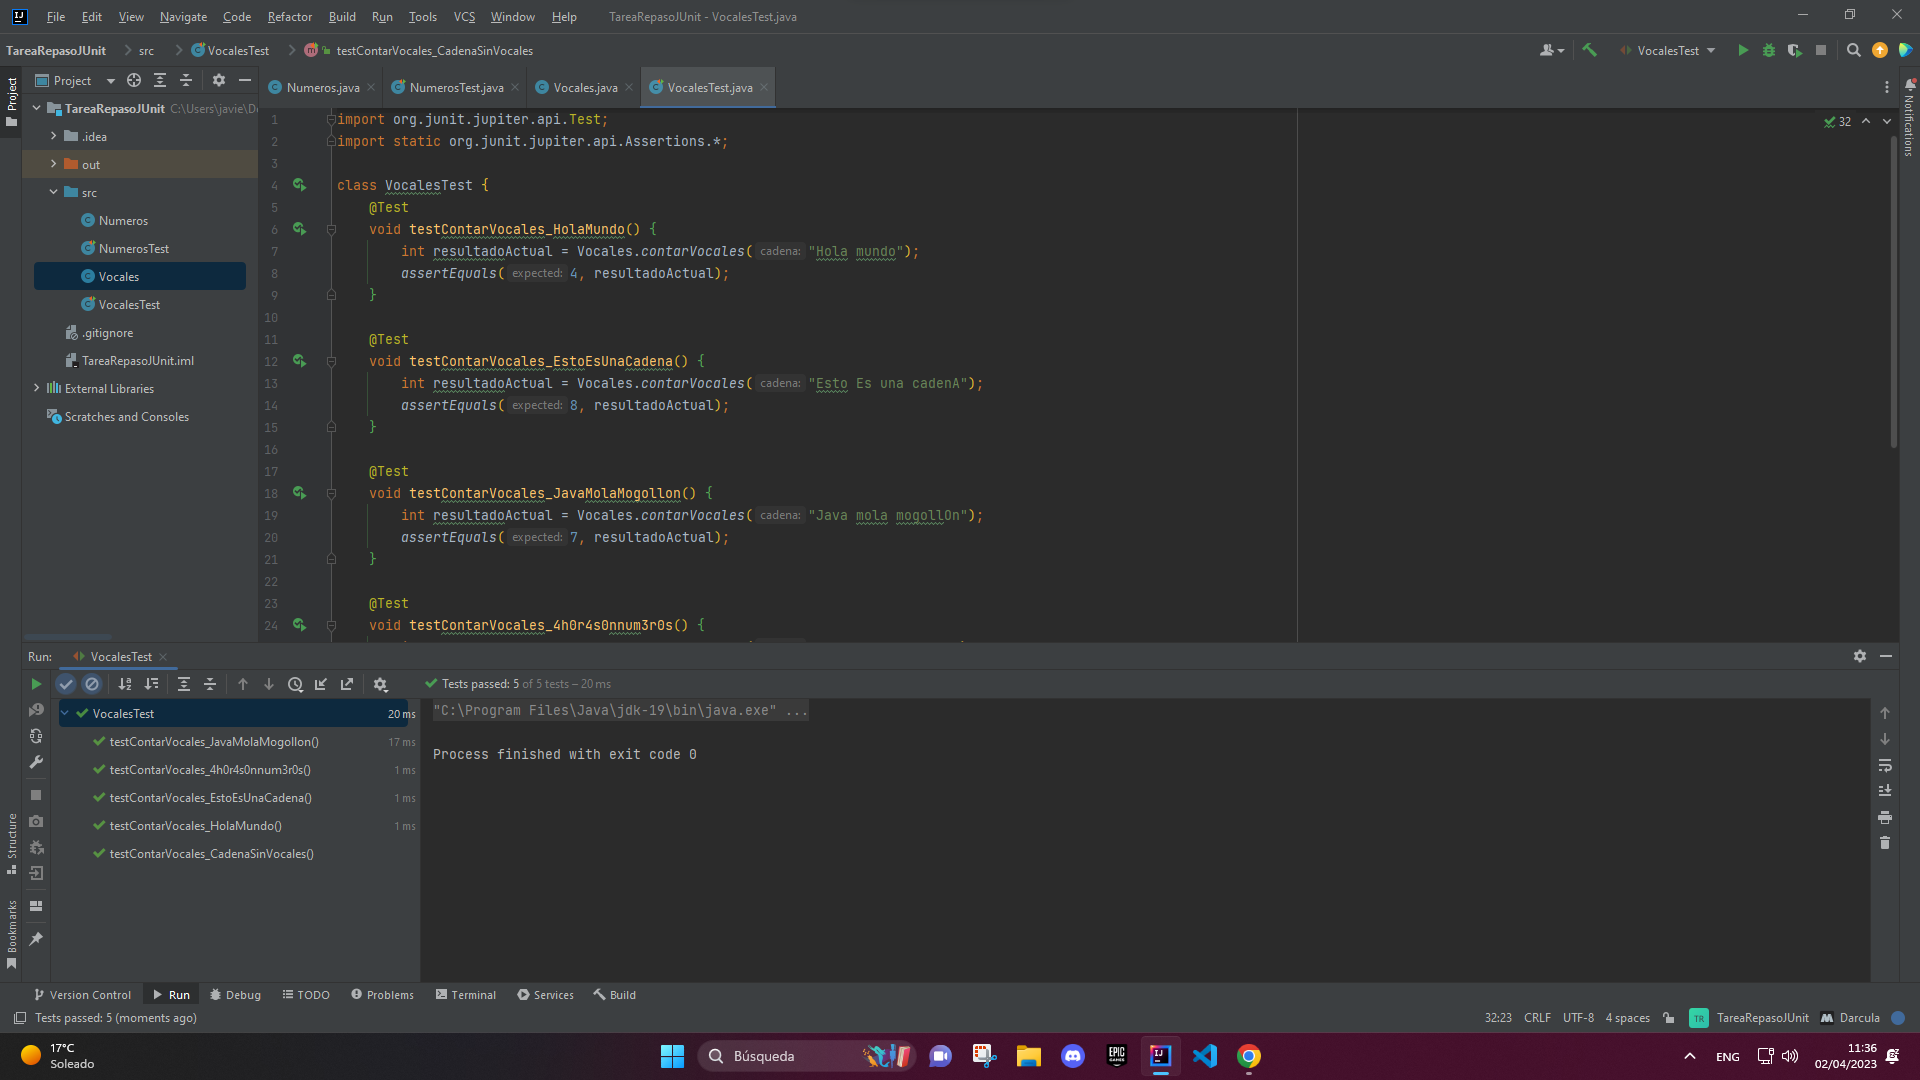 File Edit View Navigate Code Refactor Build Run Tools VCS Window Help TareaRepasoJUnit - VocalesTest.java
TareaRepasoJUnit src VocalesTest m testContarVocales_CadenaSinVocales VocalesTest
Project
Project
Numeros.java NumerosTest.java Vocales.java VocalesTest.java
Notifications
TareaRepasoJUnit C:\Users\javie\D
.idea
out
src
Numeros
NumerosTest
Vocales
VocalesTest
.gitignore
TareaRepasoJUnit.iml
External Libraries
Scratches and Consoles
32
1 import org.junit.jupiter.api.Test;
2 import static org.junit.jupiter.api.Assertions.*;
3
4 class VocalesTest {
5 @Test
6 void testContarVocales_HolaMundo() {
7 int resultadoActual = Vocales.contarVocales( cadena: "Hola mundo");
8 assertEquals( expected: 4, resultadoActual);
9 }
10
11 @Test
12 void testContarVocales_EstoEsUnaCadena() {
13 int resultadoActual = Vocales.contarVocales( cadena: "Esto Es una cadenA");
14 assertEquals( expected: 8, resultadoActual);
15 }
16
17 @Test
18 void testContarVocales_JavaMolaMogollon() {
19 int resultadoActual = Vocales.contarVocales( cadena: "Java mola mogollOn");
20 assertEquals( expected: 7, resultadoActual);
21 }
22
23 @Test
24 void testContarVocales_4h0r4s0nnum3r0s() {
Run: VocalesTest
Tests passed: 5 of 5 tests – 20 ms
VocalesTest 20 ms
testContarVocales_JavaMolaMogollon() 17 ms
testContarVocales_4h0r4s0nnum3r0s() 1 ms
testContarVocales_EstoEsUnaCadena() 1 ms
testContarVocales_HolaMundo() 1 ms
testContarVocales_CadenaSinVocales()
"C:\Program Files\Java\jdk-19\bin\java.exe" ...
Process finished with exit code 0
Structure
Bookmarks
Version Control Run Debug TODO Problems Terminal Services Build
Tests passed: 5 (moments ago) 32:23 CRLF UTF-8 4 spaces TR TareaRepasoJUnit Darcula
17°C
Soleado
Búsqueda
EPIC GAMES
ENG
11:36
02/04/2023